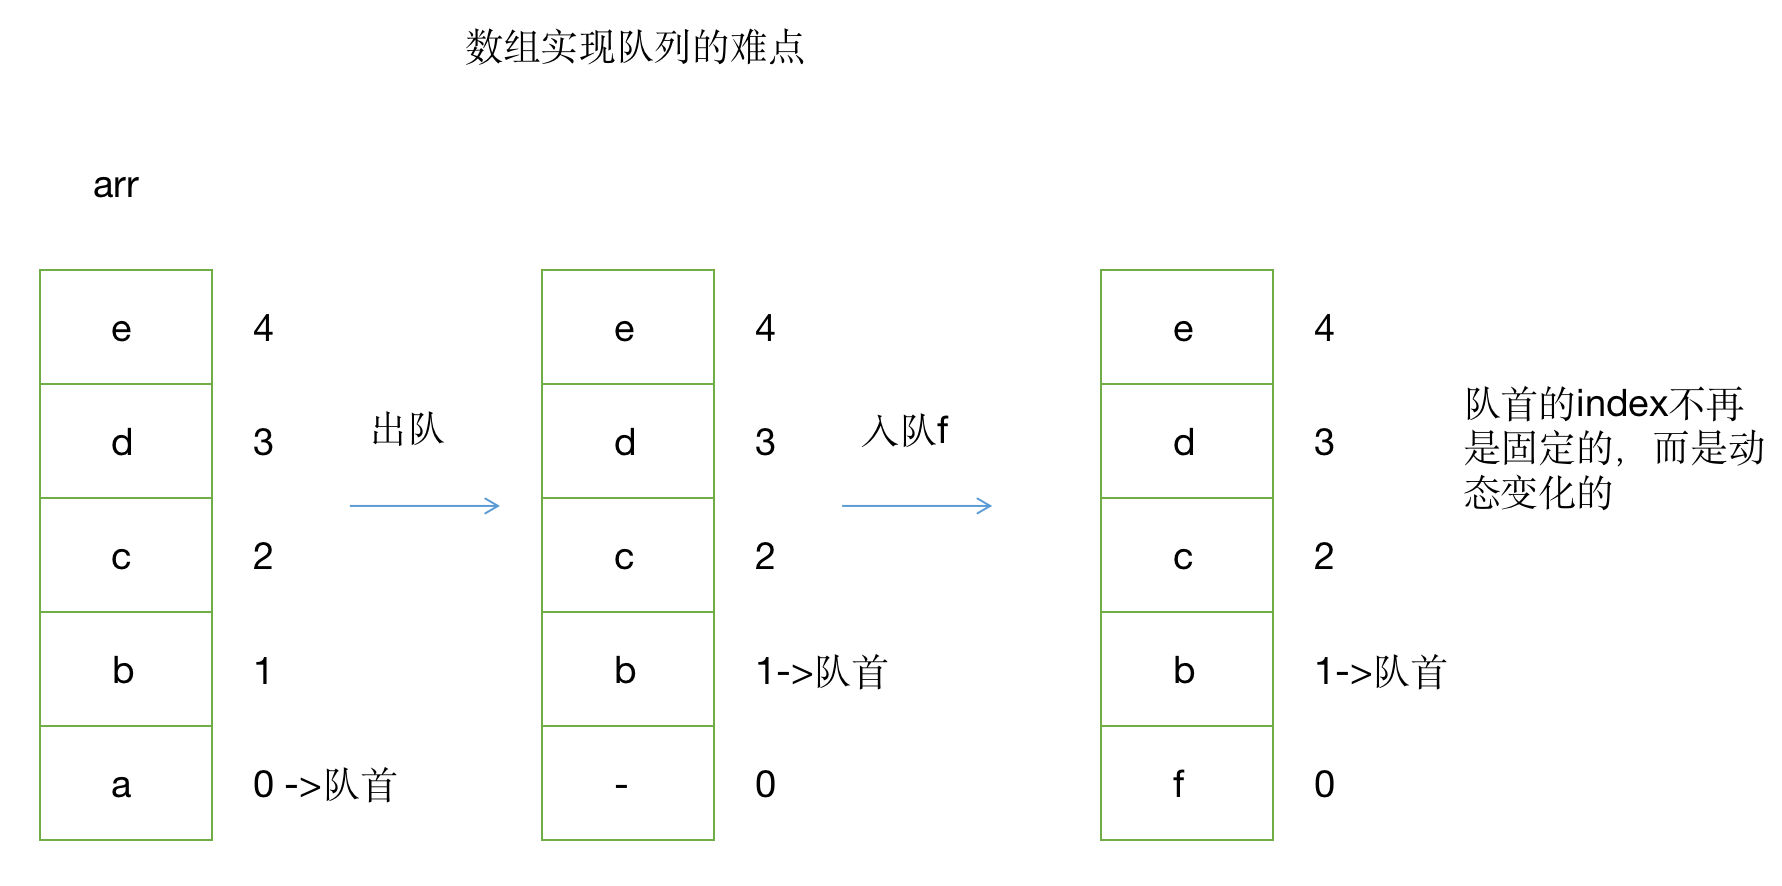 数组实现队列的难点
arr
e 4 e 4 e 4
d 3 出队 d 3 入队f d 3
队首的index不再
是固定的，而是动
态变化的
c 2 c 2 c 2
b 1 b 1->队首 b 1->队首
a 0 ->队首 - 0 f 0